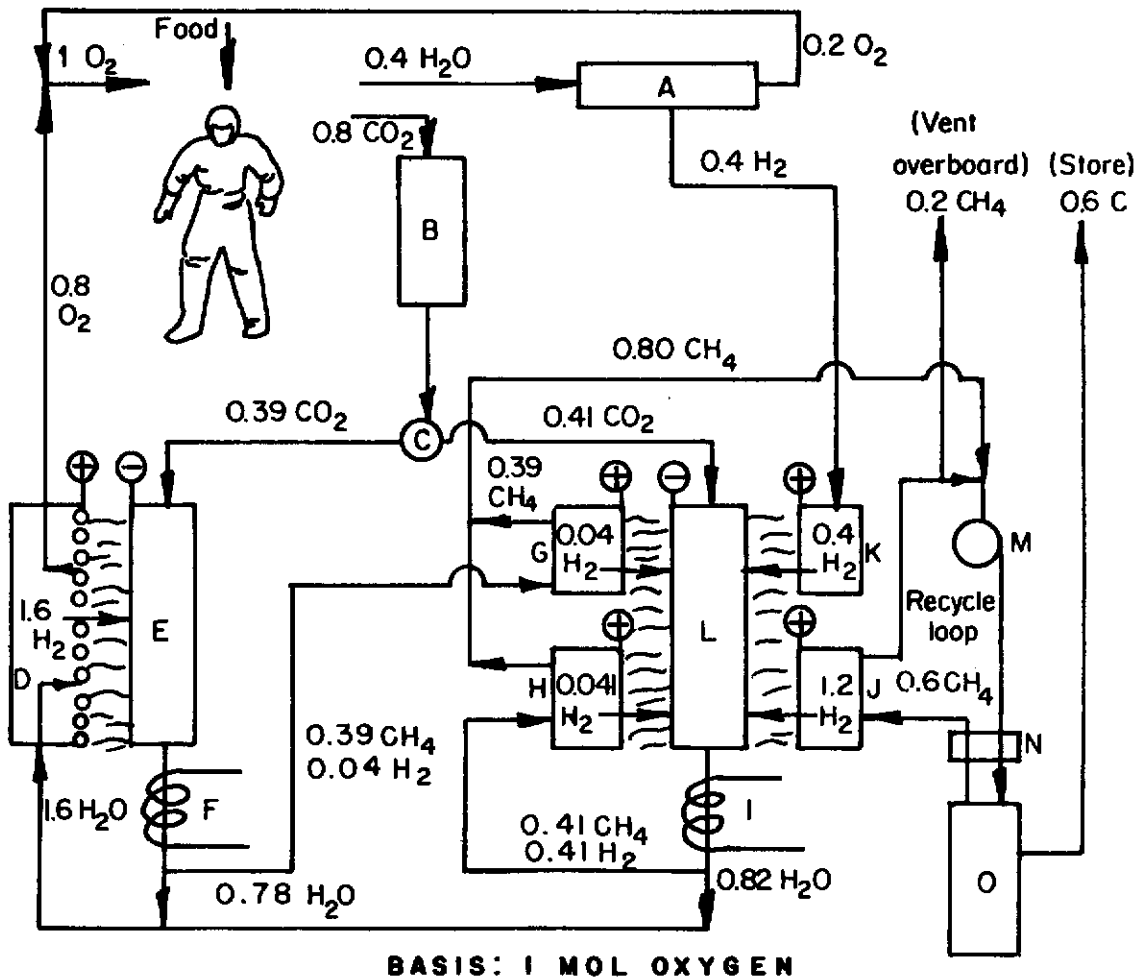 Food
1 O₂
0.4 H₂O
0.2 O₂
A
0.8 CO₂
0.4 H₂
(Vent
overboard)
0.2 CH₄
(Store)
0.6 C
B
0.8
O₂
0.80 CH₄
0.39 CO₂
C
0.41 CO₂
+
−
0.39
CH₄
+
−
+
G
0.04
H₂
0.4
H₂
K
M
1.6
H₂
E
L
Recycle
loop
D
+
+
H
0.041
H₂
1.2
H₂
J
0.6 CH₄
N
0.39 CH₄
0.04 H₂
1.6 H₂O
F
I
0.41 CH₄
0.41 H₂
0.78 H₂O
0.82 H₂O
O
BASIS: 1 MOL OXYGEN